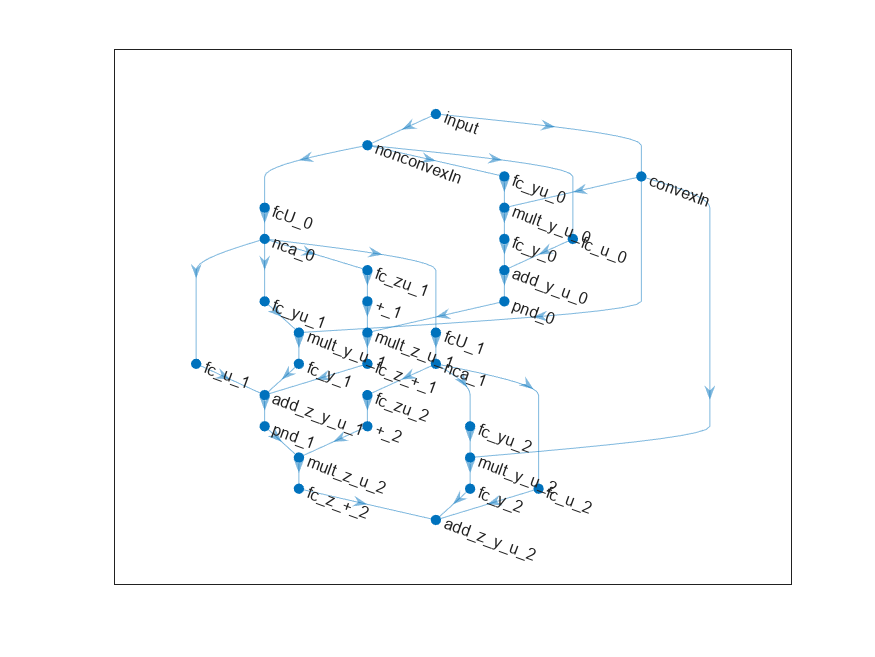 input
nonconvexIn
convexIn
fc_yu_0
fcU_0
mult_y_u_0
nca_0
fc_y_0
fc_u_0
fc_zu_1
add_y_u_0
fc_yu_1
+_1
pnd_0
mult_y_u_1
mult_z_u_1
fcU_1
fc_u_1
fc_y_1
fc_z_+_1
nca_1
add_z_y_u_1
fc_zu_2
pnd_1
+_2
fc_yu_2
mult_z_u_2
mult_y_u_2
fc_z_+_2
fc_y_2
fc_u_2
add_z_y_u_2